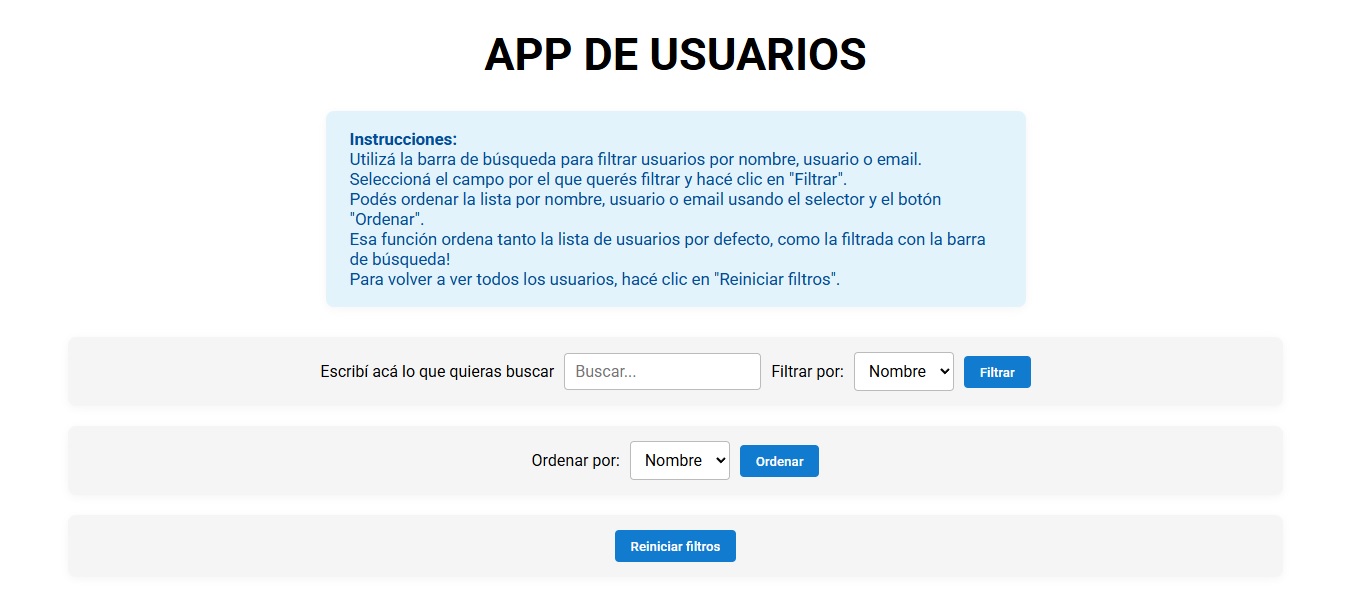 APP DE USUARIOS
Instrucciones:
Utilizá la barra de búsqueda para filtrar usuarios por nombre, usuario o email.
Seleccioná el campo por el que querés filtrar y hacé clic en "Filtrar".
Podés ordenar la lista por nombre, usuario o email usando el selector y el botón
"Ordenar".
Esa función ordena tanto la lista de usuarios por defecto, como la filtrada con la barra
de búsqueda!
Para volver a ver todos los usuarios, hacé clic en "Reiniciar filtros".
Escribí acá lo que quieras buscar Buscar... Filtrar por: Nombre Filtrar
Ordenar por: Nombre Ordenar
Reiniciar filtros